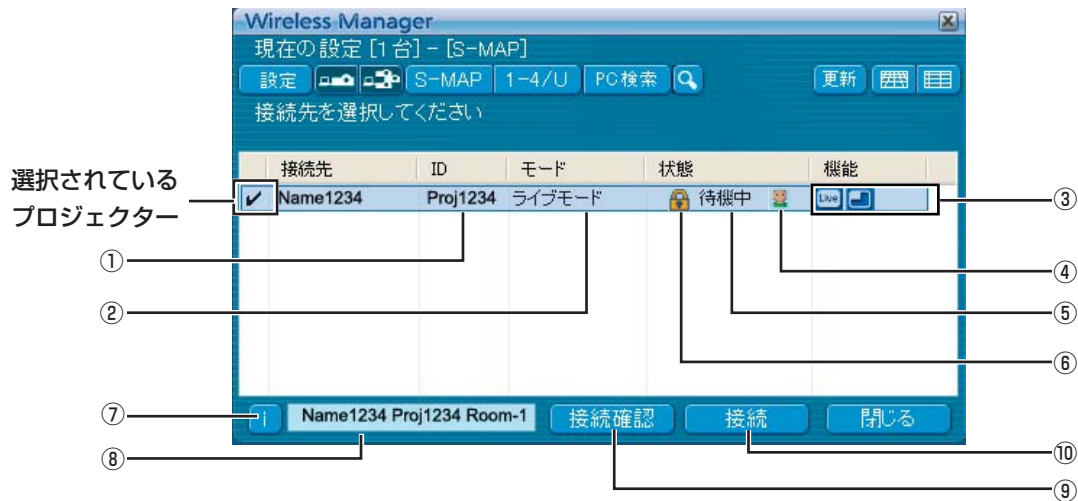 Wireless Manager
現在の設定 [1 台] - [S-MAP]
設定 S-MAP 1-4/U PC検索 更新
接続先を選択してください
接続先 ID モード 状態 機能
選択されている
プロジェクター
✔ Name1234 Proj1234 ライブモード 待機中 Live ③
① ④
② ⑤
⑥
⑦ i Name1234 Proj1234 Room-1 接続確認 接続 閉じる
⑧ ⑩
⑨